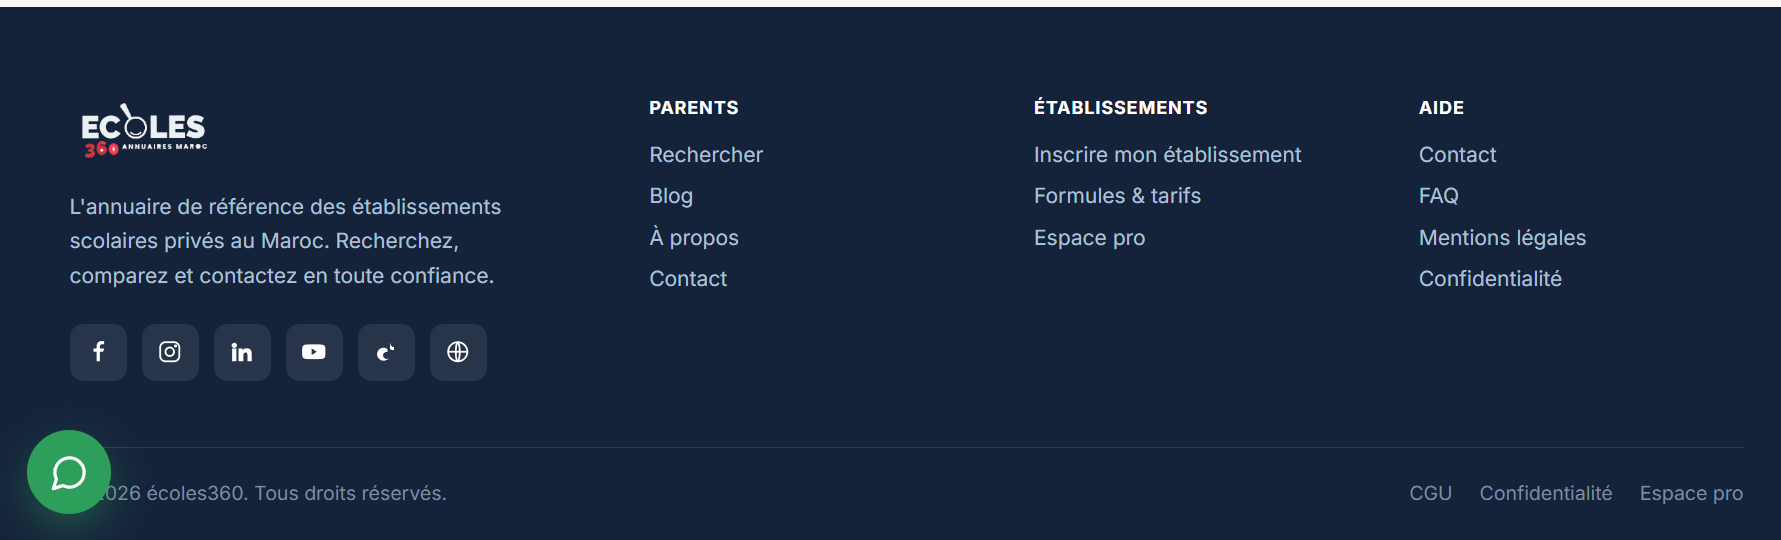 ECOLES
360 ANNUAIRES MAROC
L'annuaire de référence des établissements
scolaires privés au Maroc. Recherchez,
comparez et contactez en toute confiance.
PARENTS
Rechercher
Blog
À propos
Contact
ÉTABLISSEMENTS
Inscrire mon établissement
Formules & tarifs
Espace pro
AIDE
Contact
FAQ
Mentions légales
Confidentialité
026 écoles360. Tous droits réservés.
CGU Confidentialité Espace pro